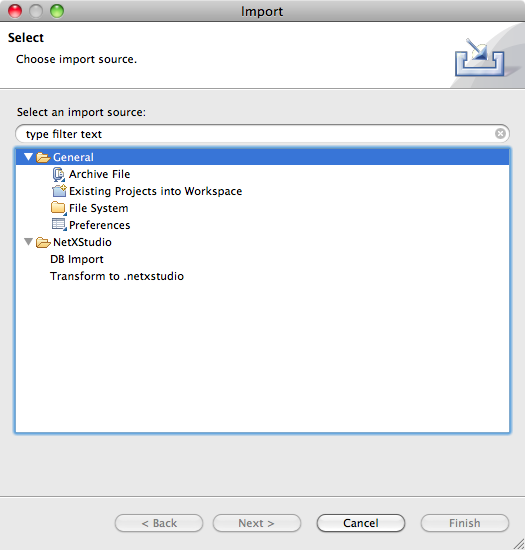 Import
Select
Choose import source.
Select an import source:
type filter text
General
Archive File
Existing Projects into Workspace
File System
Preferences
NetXStudio
DB Import
Transform to .netxstudio
< Back
Next >
Cancel
Finish